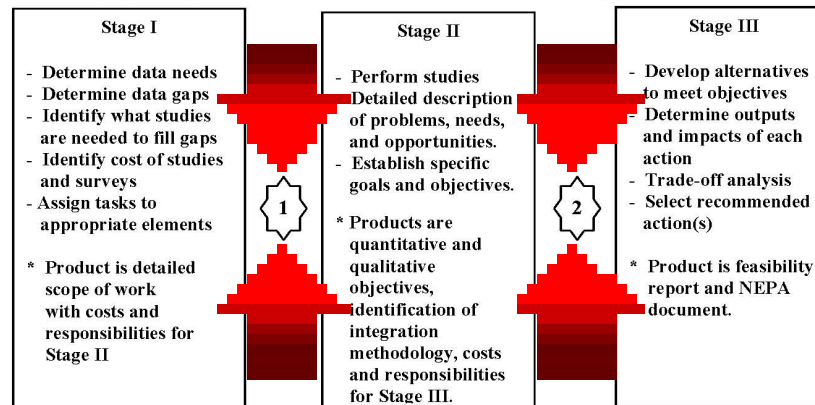 Stage I
- Determine data needs
- Determine data gaps
- Identify what studies
are needed to fill gaps
- Identify cost of studies
and surveys
- Assign tasks to
appropriate elements
* Product is detailed
scope of work
with costs and
responsibilities for
Stage II
1
Stage II
- Perform studies
Detailed description
of problems, needs,
and opportunities.
- Establish specific
goals and objectives.
* Products are
quantitative and
qualitative
objectives,
identification of
integration
methodology, costs
and responsibilities
for Stage III.
2
Stage III
- Develop alternatives
to meet objectives
- Determine outputs
and impacts of each
action
- Trade-off analysis
- Select recommended
action(s)
* Product is feasibility
report and NEPA
document.